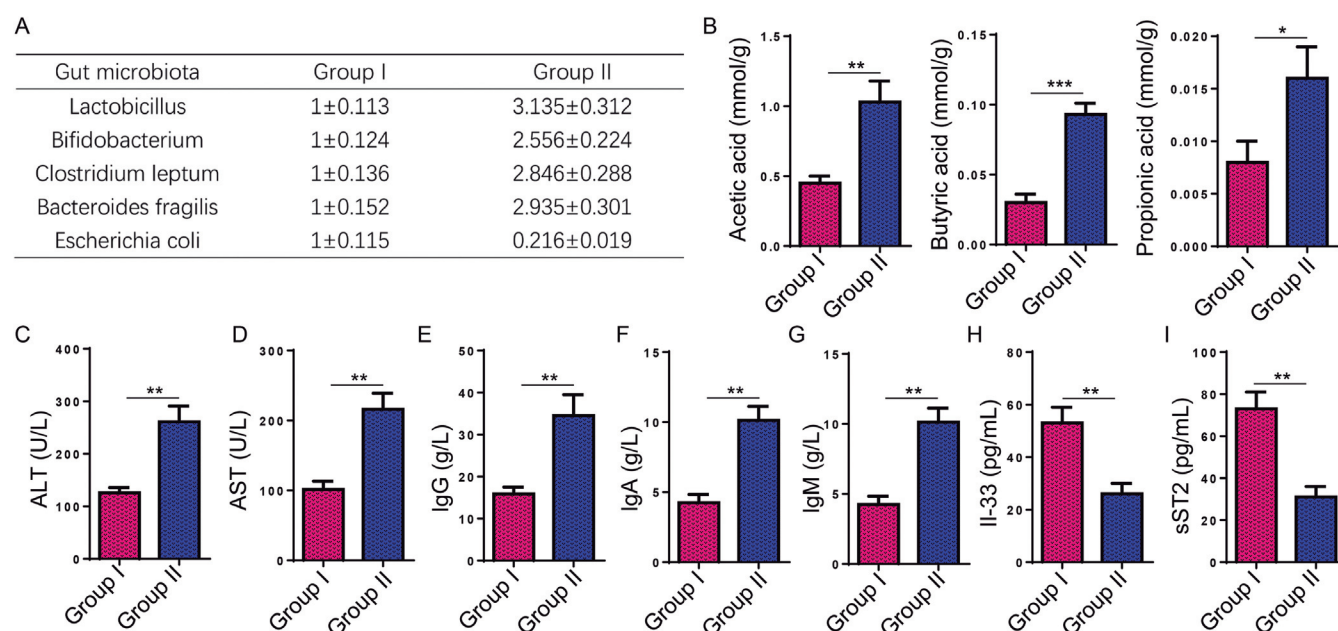 A
Gut microbiota Group I Group II
Lactobicillus 1±0.113 3.135±0.312
Bifidobacterium 1±0.124 2.556±0.224
Clostridium leptum 1±0.136 2.846±0.288
Bacteroides fragilis 1±0.152 2.935±0.301
Escherichia coli 1±0.115 0.216±0.019
B
Acetic acid (mmol/g)
1.5
1.0
0.5
0.0
**
Group I
Group II
Butyric acid (mmol/g)
0.15
0.10
0.05
0.00
***
Group I
Group II
Propionic acid (mmol/g)
0.020
0.015
0.010
0.005
0.000
*
Group I
Group II
C
ALT (U/L)
400
300
200
100
0
**
Group I
Group II
D
AST (U/L)
300
200
100
0
**
Group I
Group II
E
IgG (g/L)
50
40
30
20
10
0
**
Group I
Group II
F
IgA (g/L)
15
10
5
0
**
Group I
Group II
G
IgM (g/L)
15
10
5
0
**
Group I
Group II
H
Il-33 (pg/mL)
80
60
40
20
0
**
Group I
Group II
I
sST2 (pg/mL)
100
80
60
40
20
0
**
Group I
Group II